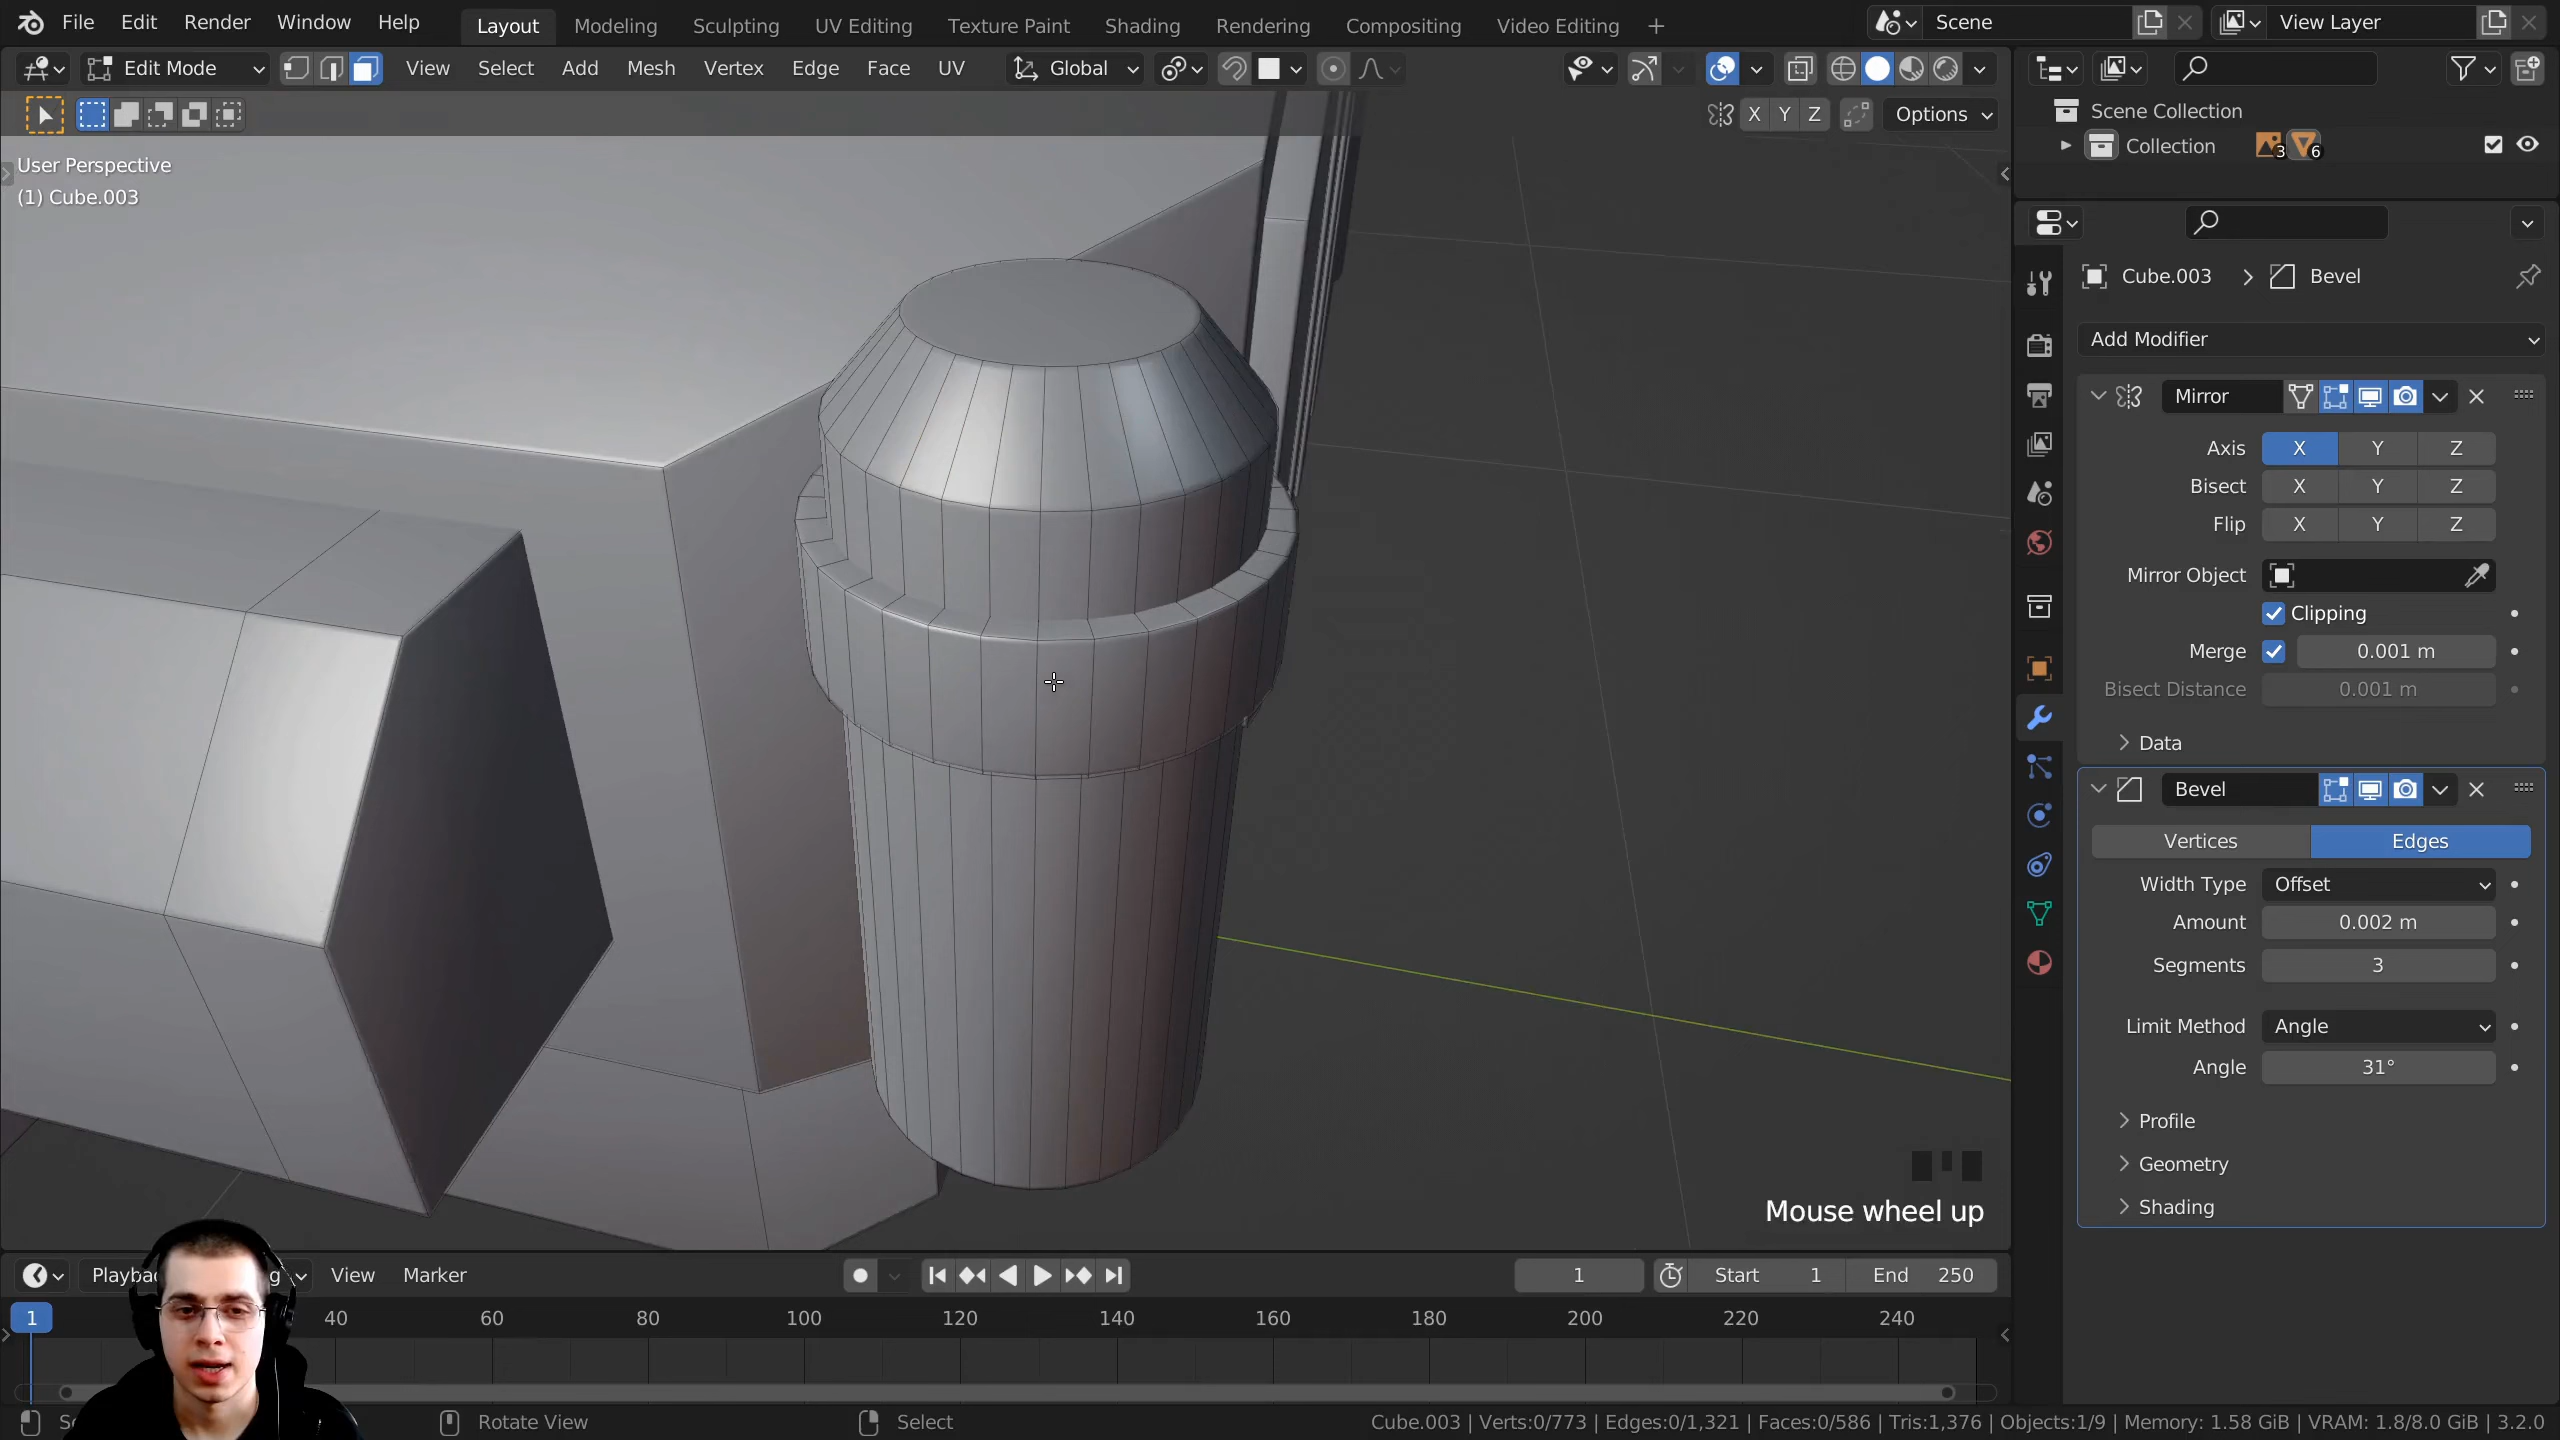 File Edit Render Window Help Layout Modeling Sculpting UV Editing Texture Paint Shading Rendering Compositing Video Editing + Scene View Layer
Edit Mode View Select Add Mesh Vertex Edge Face UV Global
X Y Z Options
User Perspective
(1) Cube.003
Scene Collection
Collection 3 6
Cube.003 > Bevel
Add Modifier
Mirror
Axis X Y Z
Bisect X Y Z
Flip X Y Z
Mirror Object
Clipping
Merge 0.001 m
Bisect Distance 0.001 m
Data
Bevel
Vertices Edges
Width Type Offset
Amount 0.002 m
Segments 3
Limit Method Angle
Angle 31°
Profile
Geometry
Shading
Mouse wheel up
View Marker 1 Start 1 End 250
1 40 60 80 100 120 140 160 180 200 220 240
Rotate View Select Cube.003 | Verts:0/773 | Edges:0/1,321 | Faces:0/586 | Tris:1,376 | Objects:1/9 | Memory: 1.58 GiB | VRAM: 1.8/8.0 GiB | 3.2.0